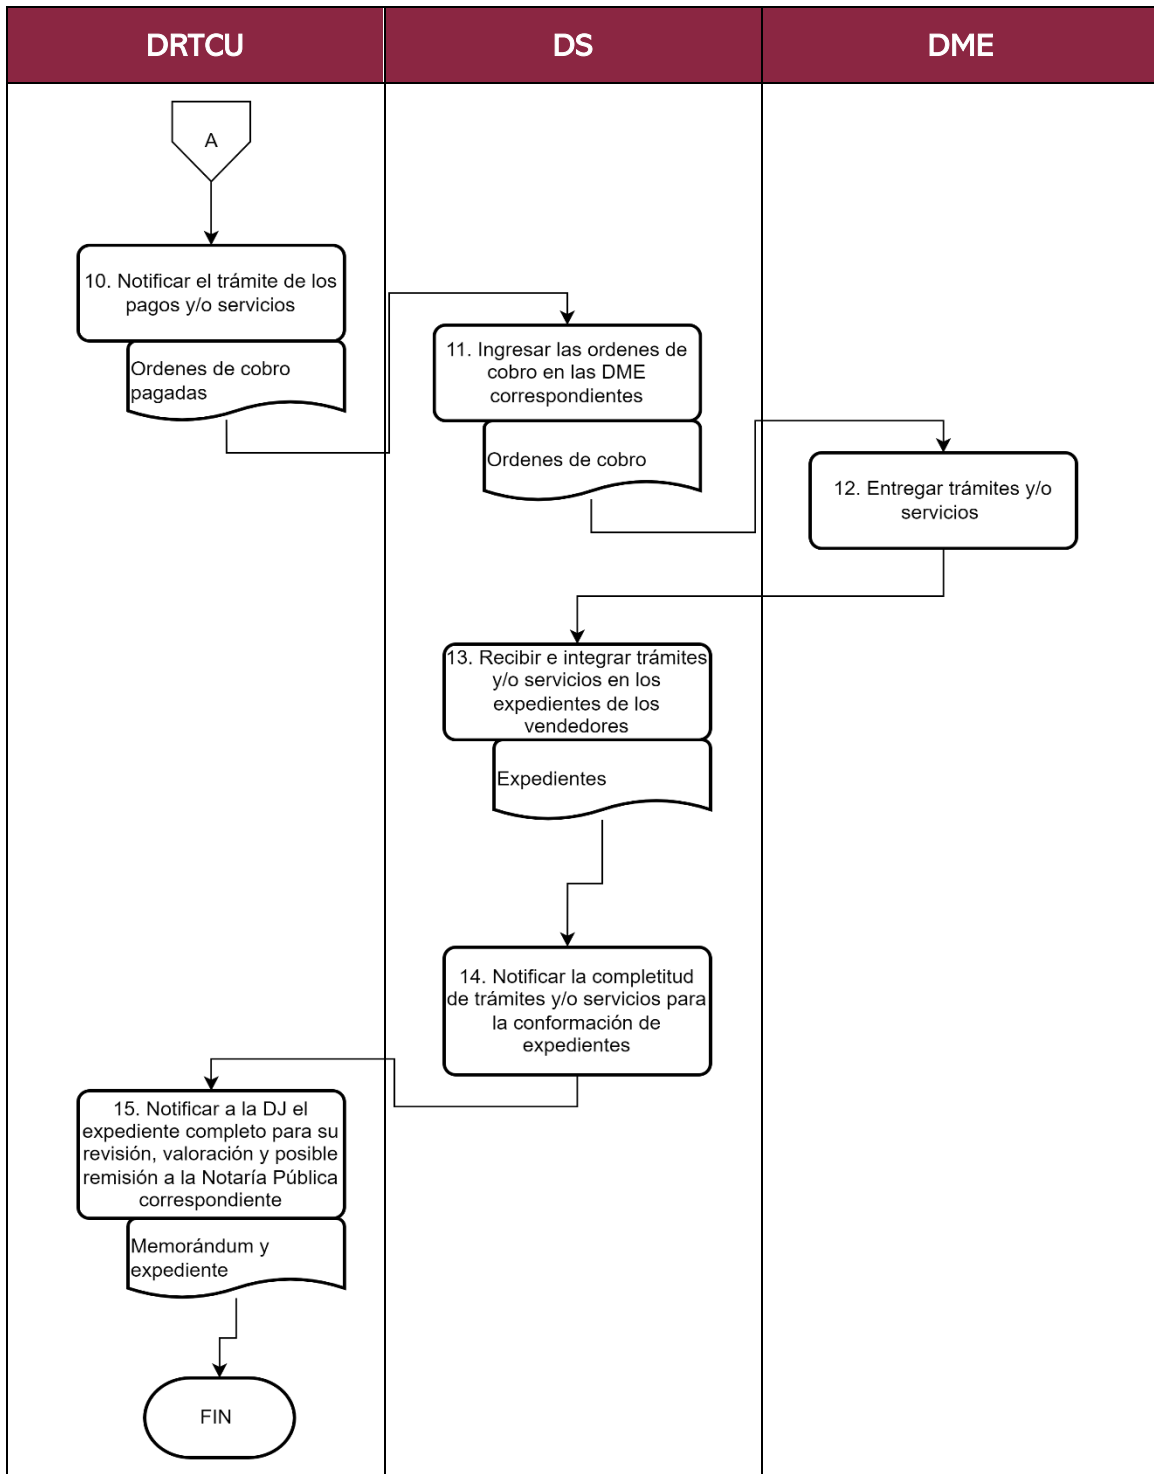 DRTCU
DS
DME
A
10. Notificar el trámite de los
pagos y/o servicios
Ordenes de cobro
pagadas
11. Ingresar las ordenes de
cobro en las DME
correspondientes
Ordenes de cobro
12. Entregar trámites y/o
servicios
13. Recibir e integrar trámites
y/o servicios en los
expedientes de los
vendedores
Expedientes
14. Notificar la completitud
de trámites y/o servicios para
la conformación de
expedientes
15. Notificar a la DJ el
expediente completo para su
revisión, valoración y posible
remisión a la Notaría Pública
correspondiente
Memorándum y
expediente
FIN